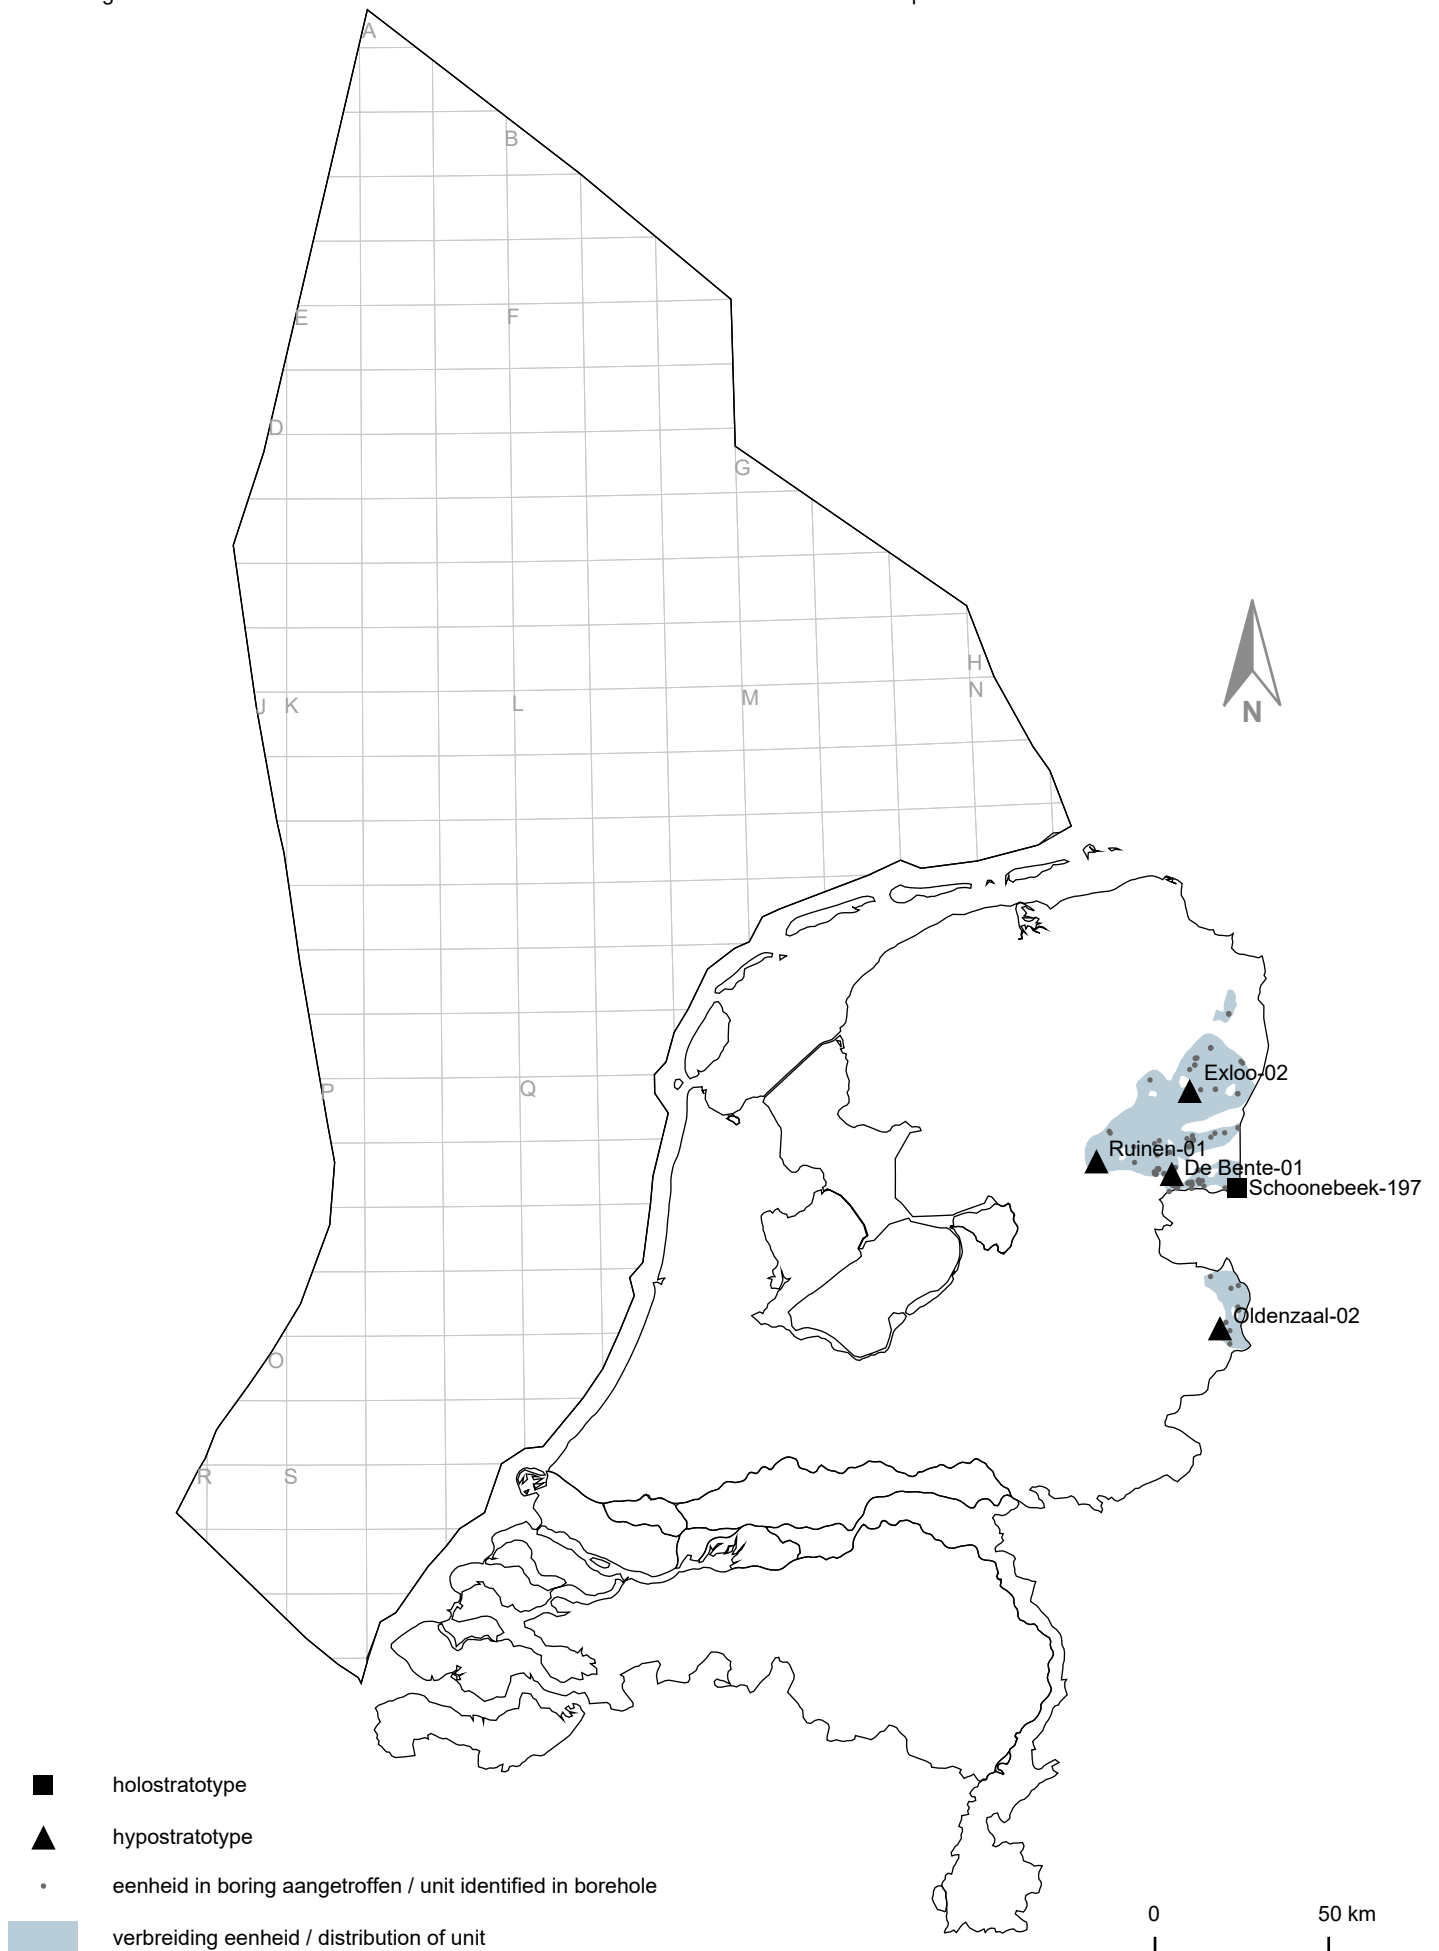 A
B
E
F
D
G
H
N
J
K
L
M
N
P
Q
Exloo-02
Ruinen-01
De Bente-01
Schoonebeek-197
Oldenzaal-02
O
R
S
holostratotype
hypostratotype
eenheid in boring aangetroffen / unit identified in borehole
verbreiding eenheid / distribution of unit
0
50 km